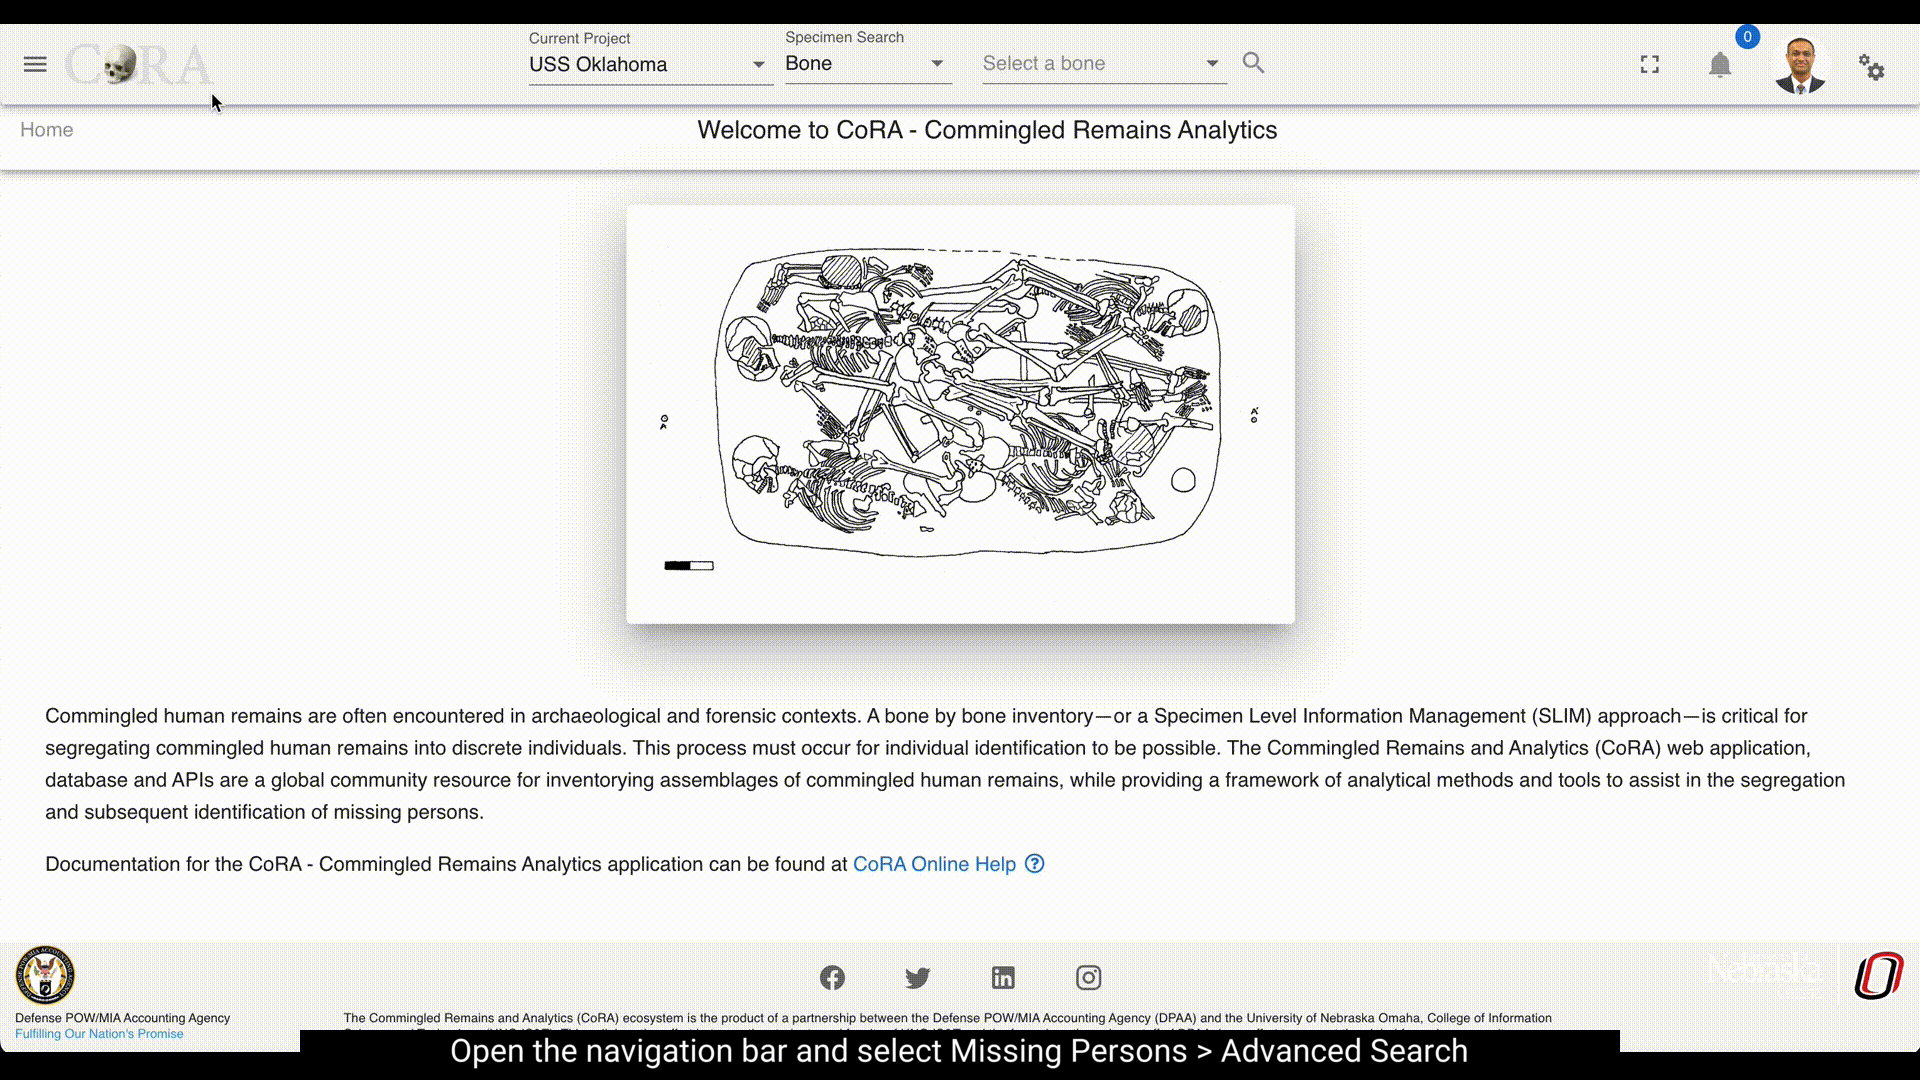 CoRA
Current Project
USS Oklahoma
Specimen Search
Bone
Select a bone
0
Home
Welcome to CoRA - Commingled Remains Analytics
Commingled human remains are often encountered in archaeological and forensic contexts. A bone by bone inventory—or a Specimen Level Information Management (SLIM) approach—is critical for
segregating commingled human remains into discrete individuals. This process must occur for individual identification to be possible. The Commingled Remains and Analytics (CoRA) web application,
database and APIs are a global community resource for inventorying assemblages of commingled human remains, while providing a framework of analytical methods and tools to assist in the segregation
and subsequent identification of missing persons.
Documentation for the CoRA - Commingled Remains Analytics application can be found at CoRA Online Help
Nebraska
Defense POW/MIA Accounting Agency
Fulfilling Our Nation's Promise
The Commingled Remains and Analytics (CoRA) ecosystem is the product of a partnership between the Defense POW/MIA Accounting Agency (DPAA) and the University of Nebraska Omaha, College of Information
Open the navigation bar and select Missing Persons > Advanced Search